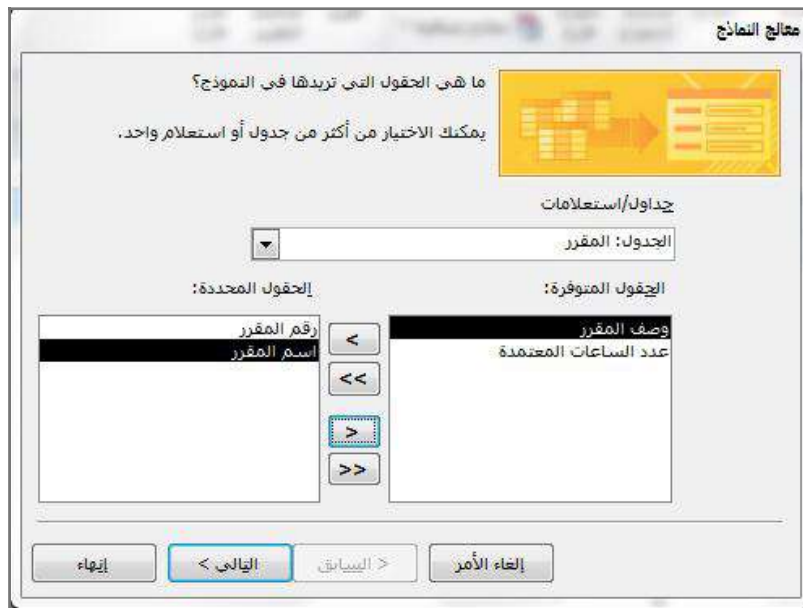 معالج النماذج
ما هي الحقول التي تريدها في النموذج؟
يمكنك الاختيار من أكثر من جدول أو استعلام واحد.
جداول/استعلامات
الجدول: المقرر
الحقول المتوفرة:
وصف المقرر
عدد الساعات المعتمدة
>
>>
<
<<
الحقول المحددة:
رقم المقرر
اسم المقرر
إلغاء الأمر
< السابق
التالي >
إنهاء